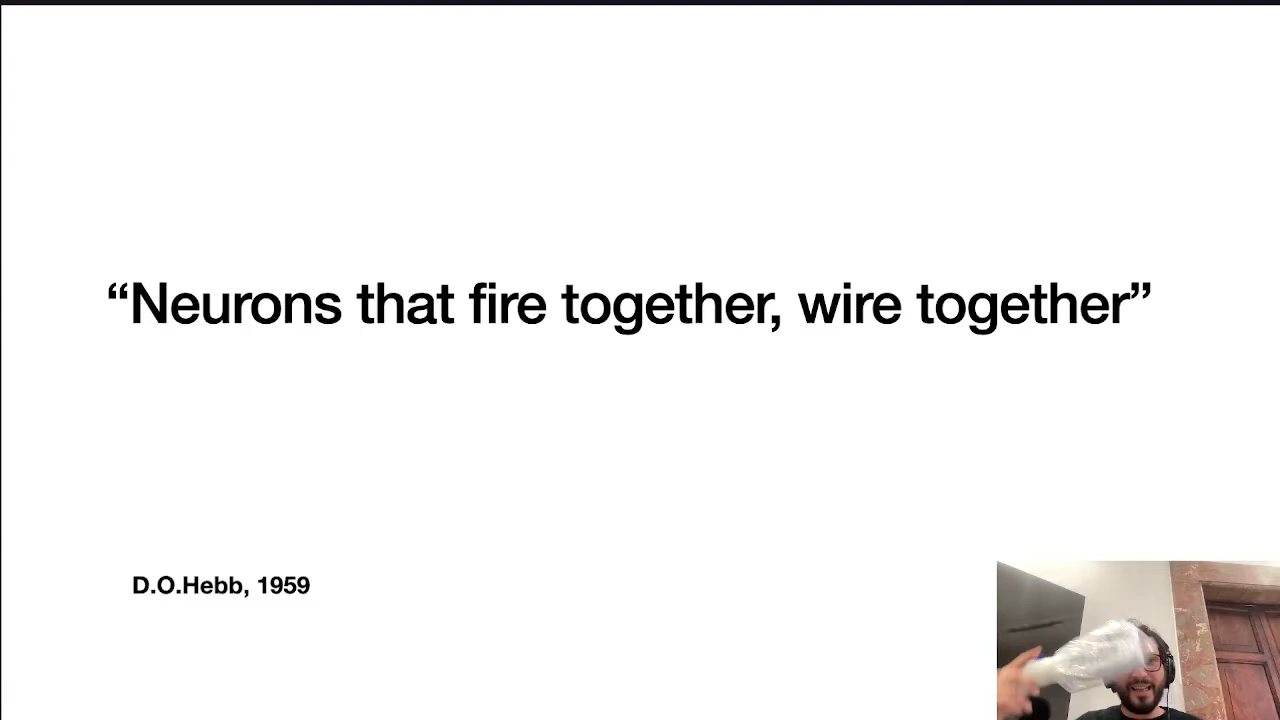 “Neurons that fire together, wire together”
D.O.Hebb, 1959